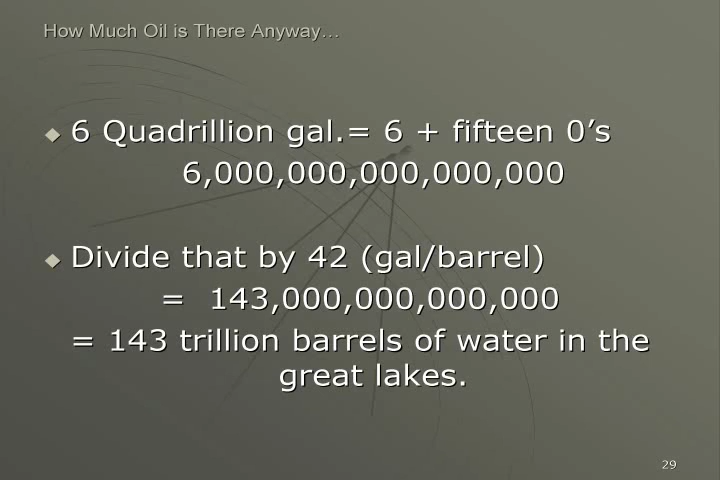 How Much Oil is There Anyway…
◆ 6 Quadrillion gal.= 6 + fifteen 0’s
6,000,000,000,000,000
◆ Divide that by 42 (gal/barrel)
= 143,000,000,000,000
= 143 trillion barrels of water in the
great lakes.
29